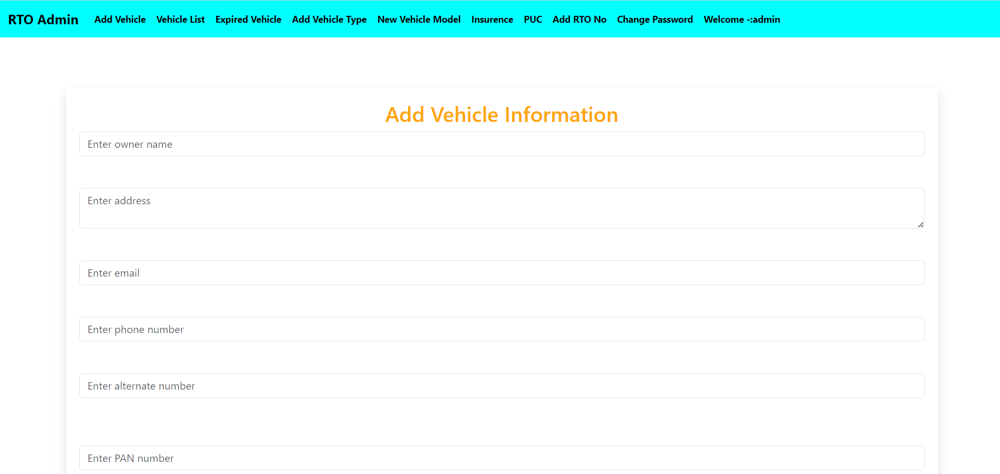 RTO Admin Add Vehicle Vehicle List Expired Vehicle Add Vehicle Type New Vehicle Model Insurence PUC Add RTO No Change Password Welcome -:admin
Add Vehicle Information
Enter owner name
Enter address
Enter email
Enter phone number
Enter alternate number
Enter PAN number